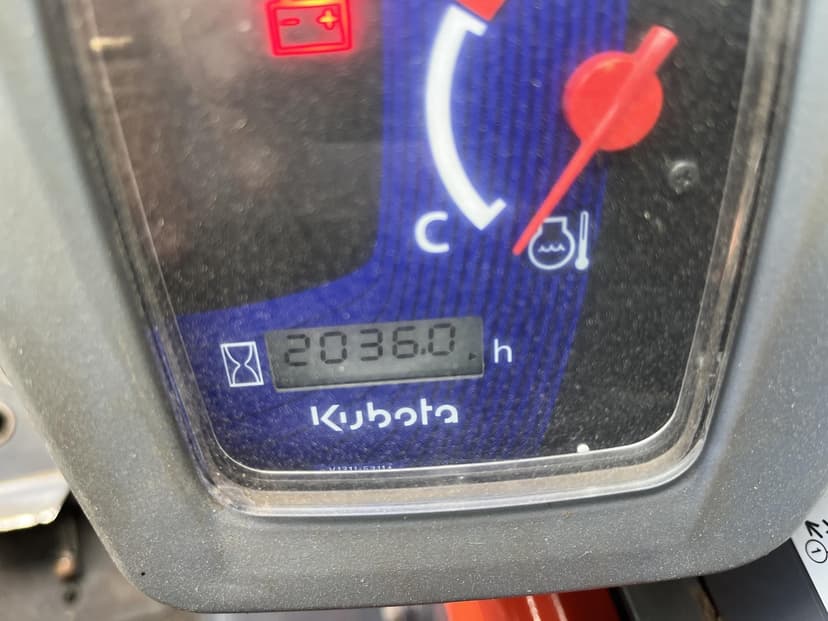 - +
C
2036.0 h
Kubota